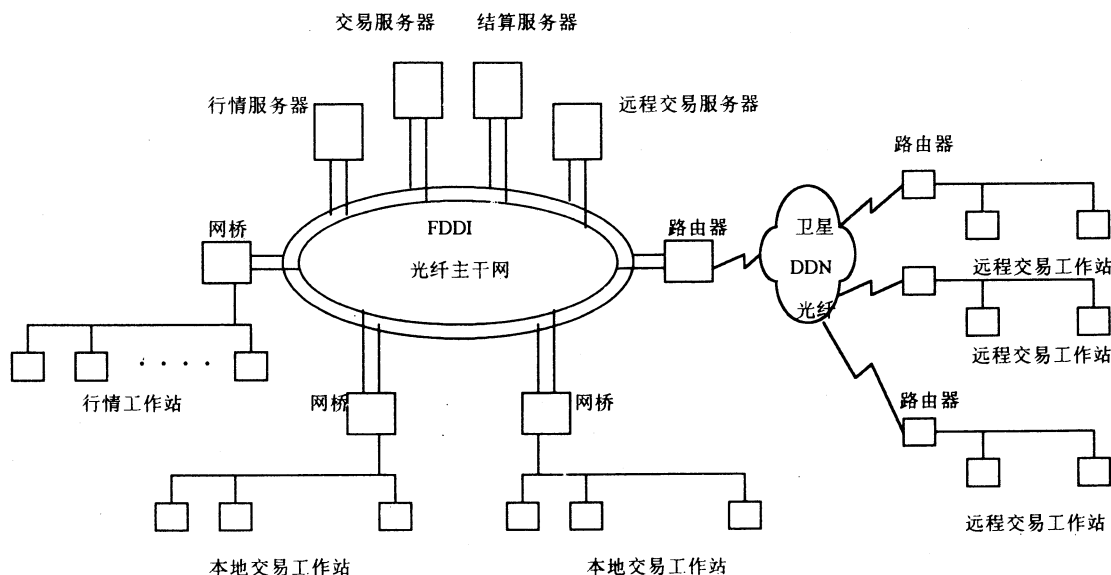 交易服务器
结算服务器
行情服务器
远程交易服务器
路由器
网桥
FDDI
光纤主干网
路由器
卫星
DDN
光纤
远程交易工作站
远程交易工作站
行情工作站
网桥
网桥
路由器
远程交易工作站
本地交易工作站
本地交易工作站